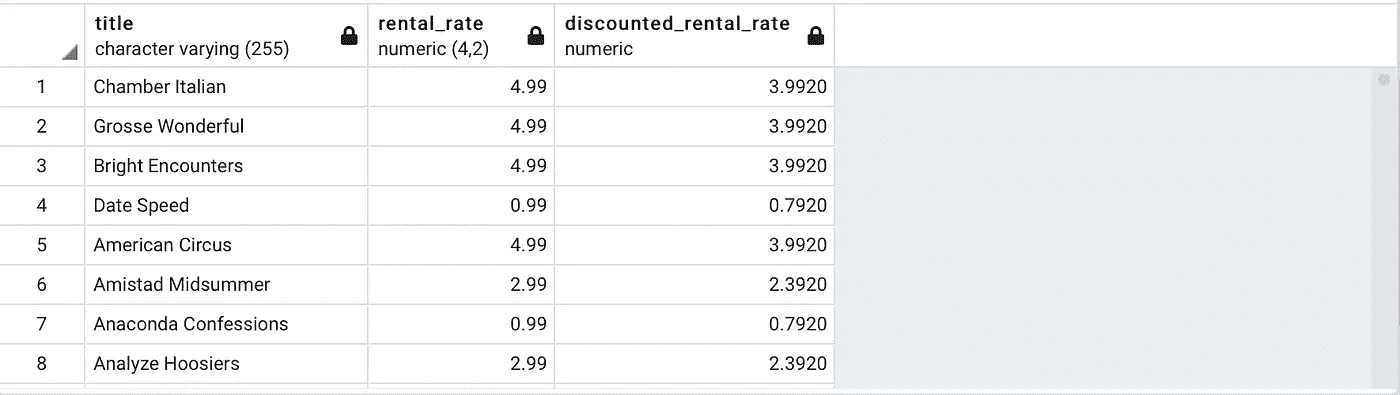 title rental_rate discounted_rental_rate
character varying (255) numeric (4,2) numeric
1 Chamber Italian 4.99 3.9920
2 Grosse Wonderful 4.99 3.9920
3 Bright Encounters 4.99 3.9920
4 Date Speed 0.99 0.7920
5 American Circus 4.99 3.9920
6 Amistad Midsummer 2.99 2.3920
7 Anaconda Confessions 0.99 0.7920
8 Analyze Hoosiers 2.99 2.3920